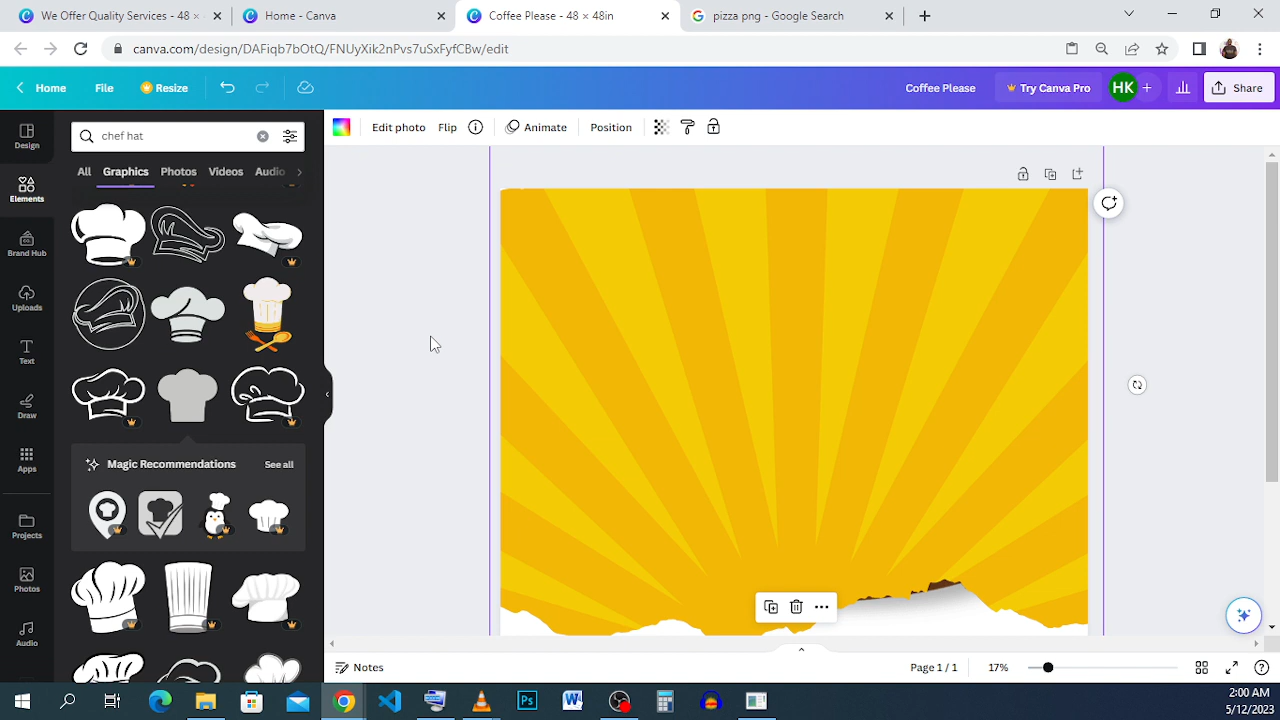 We Offer Quality Services - 48 ×
Home - Canva
Coffee Please - 48 × 48in
pizza png - Google Search
canva.com/design/DAFiqb7bOtQ/FNUyXik2nPvs7uSxFyfCBw/edit
Home
File
Resize
Coffee Please
Try Canva Pro
HK
Share
Design
Elements
Brand Hub
Uploads
Text
Draw
Apps
Projects
Photos
Audio
chef hat
All
Graphics
Photos
Videos
Audio
Magic Recommendations
See all
Edit photo
Flip
Animate
Position
Notes
Page 1 / 1
17%
2:00 AM
5/12/2023